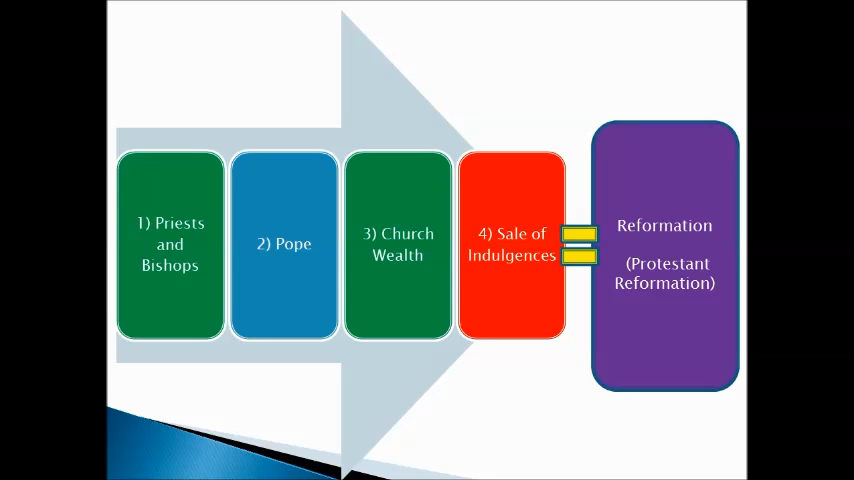 1) Priests
and
Bishops
2) Pope
3) Church
Wealth
4) Sale of
Indulgences
Reformation
(Protestant
Reformation)